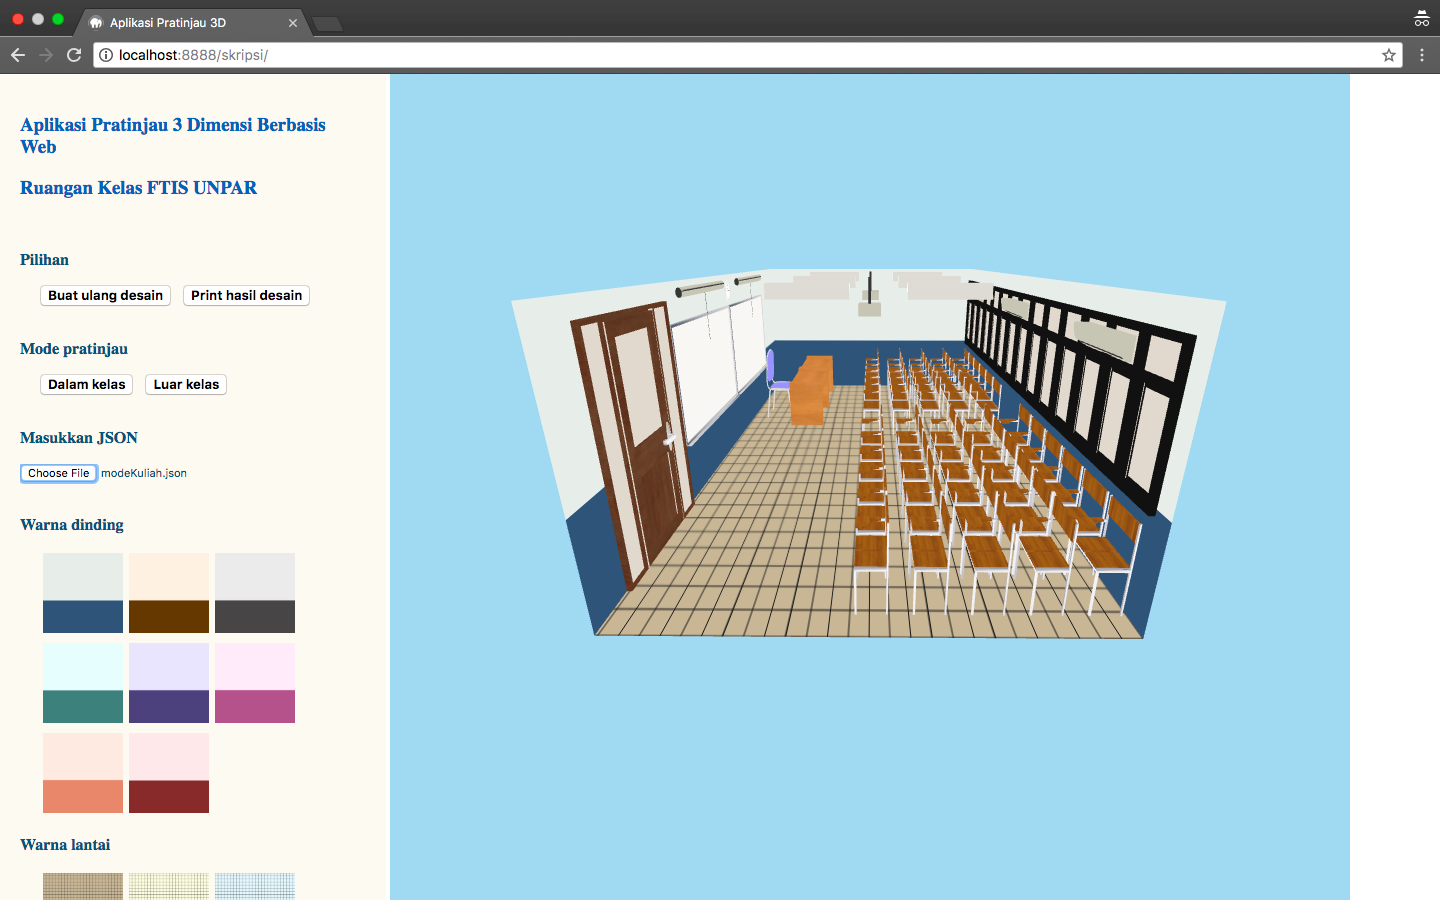 Aplikasi Pratinjau 3D
localhost:8888/skripsi/
Aplikasi Pratinjau 3 Dimensi Berbasis
Web
Ruangan Kelas FTIS UNPAR
Pilihan
Buat ulang desain Print hasil desain
Mode pratinjau
Dalam kelas Luar kelas
Masukkan JSON
Choose File modeKuliah.json
Warna dinding
Warna lantai